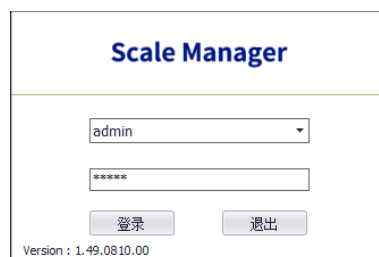 Scale Manager
admin
*****
登录 退出
Version : 1.49.0810.00